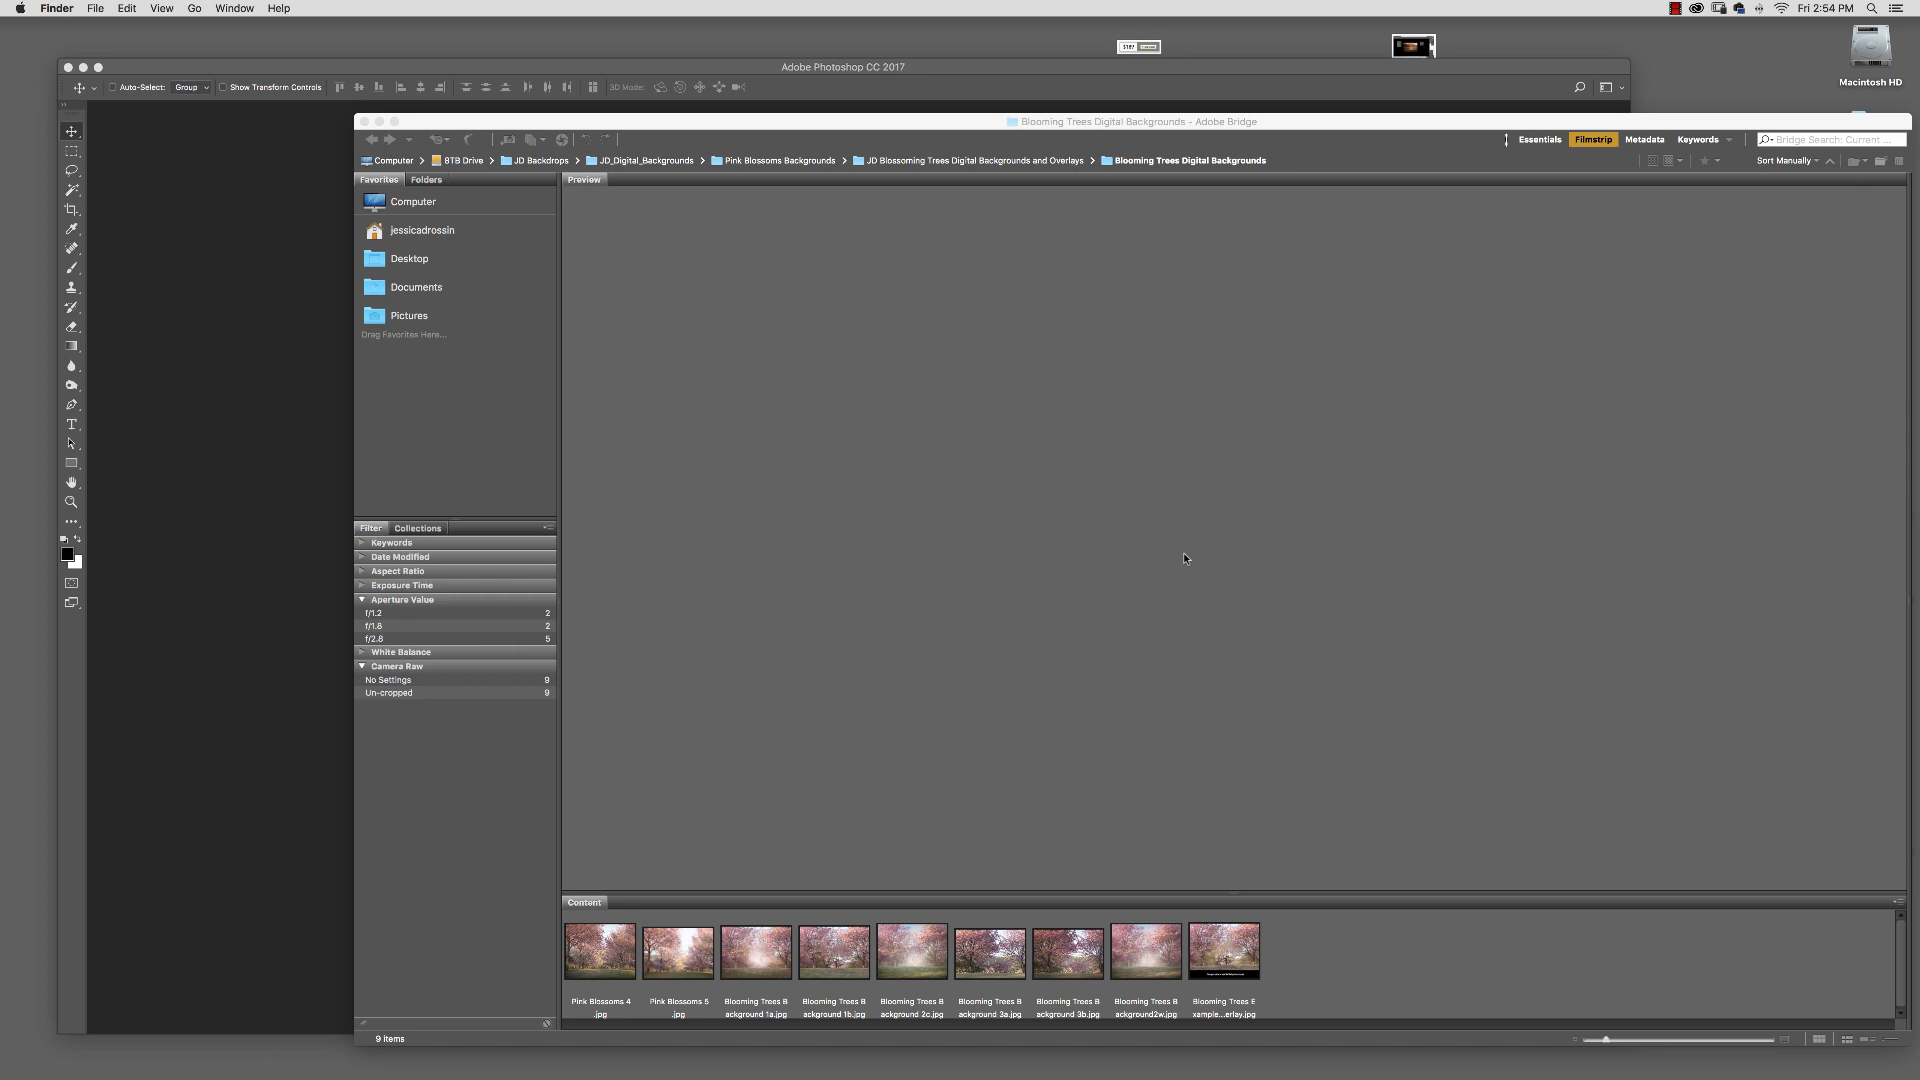 Finder File Edit View Go Window Help Fri 2:54 PM
$187
Macintosh HD
Adobe Photoshop CC 2017
Auto-Select: Group Show Transform Controls 3D Mode:
Blooming Trees Digital Backgrounds - Adobe Bridge
Essentials Filmstrip Metadata Keywords Bridge Search: Current ...
Computer 8TB Drive JD Backdrops JD_Digital_Backgrounds Pink Blossoms Backgrounds JD Blossoming Trees Digital Backgrounds and Overlays Blooming Trees Digital Backgrounds Sort Manually
Favorites Folders Preview
Computer
jessicadrossin
Desktop
Documents
Pictures
Drag Favorites Here...
Filter Collections
Keywords
Date Modified
Aspect Ratio
Exposure Time
Aperture Value
f/1.2 2
f/1.8 2
f/2.8 5
White Balance
Camera Raw
No Settings 9
Un-cropped 9
Content
Pink Blossoms 4
.jpg
Pink Blossoms 5
.jpg
Blooming Trees B
ackground 1a.jpg
Blooming Trees B
ackground 1b.jpg
Blooming Trees B
ackground 2c.jpg
Blooming Trees B
ackground 3a.jpg
Blooming Trees B
ackground 3b.jpg
Blooming Trees B
ackground2w.jpg
Blooming Trees E
xample...erlay.jpg
9 items